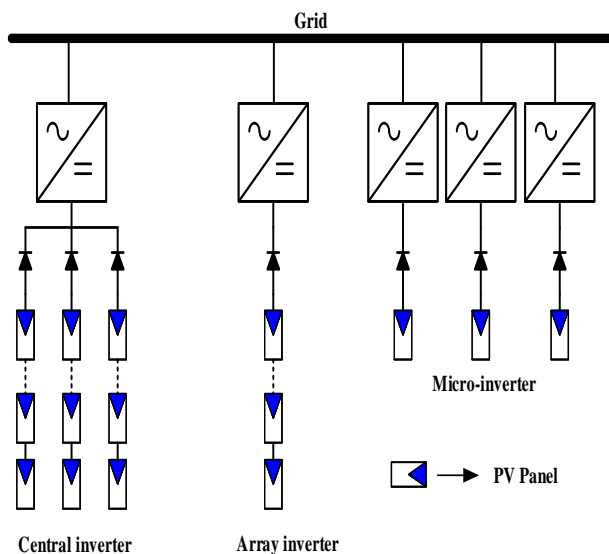 Grid
Micro-inverter
PV Panel
Central inverter
Array inverter